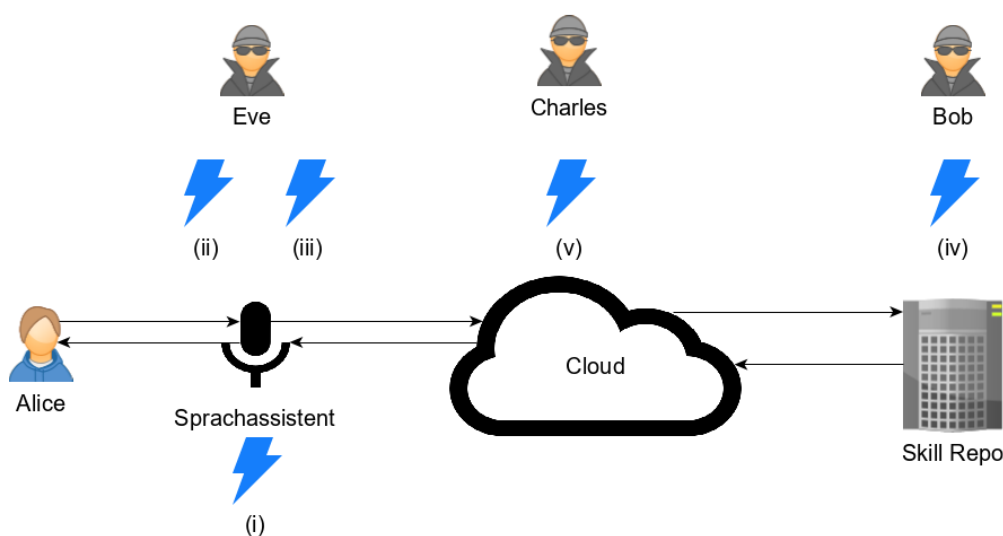 Eve
Charles
Bob
(ii)
(iii)
(v)
(iv)
Cloud
Alice
Sprachassistent
Skill Repo
(i)